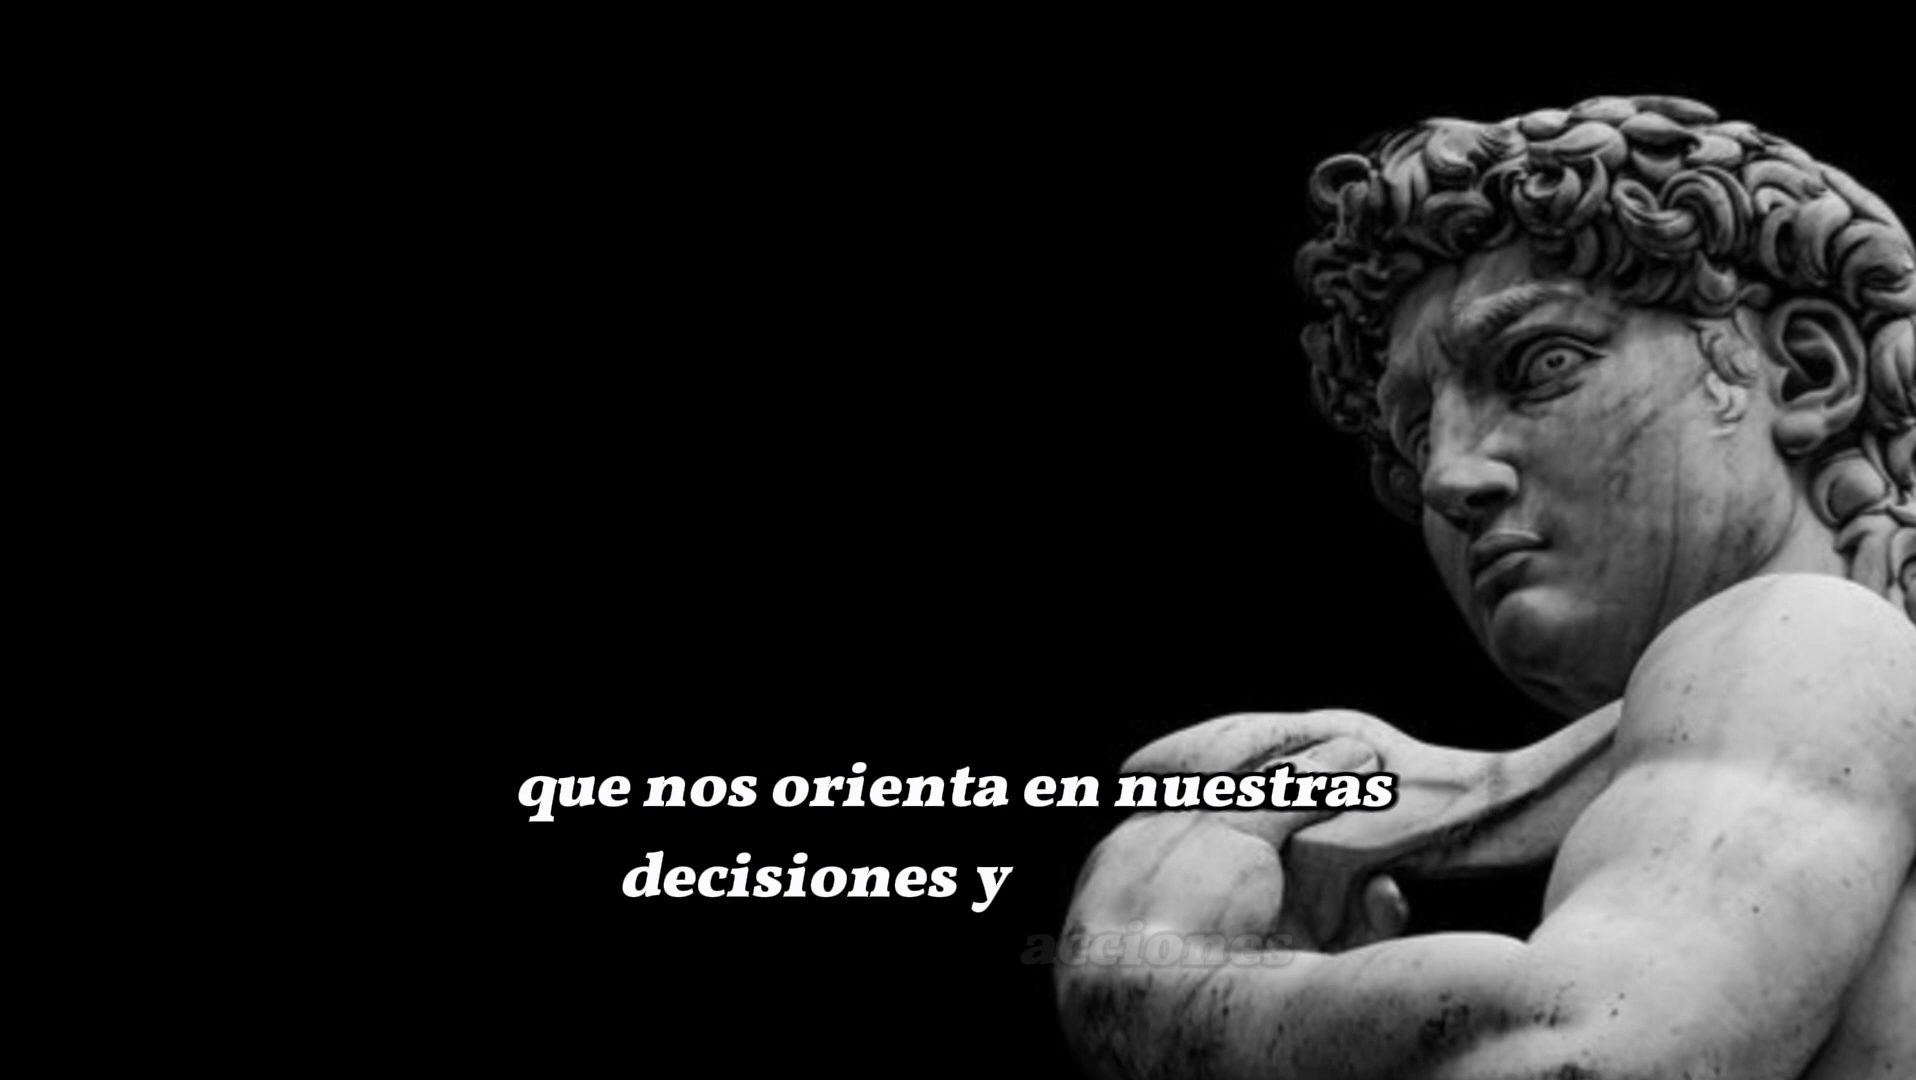 que nos orienta en nuestras
decisiones y
acciones